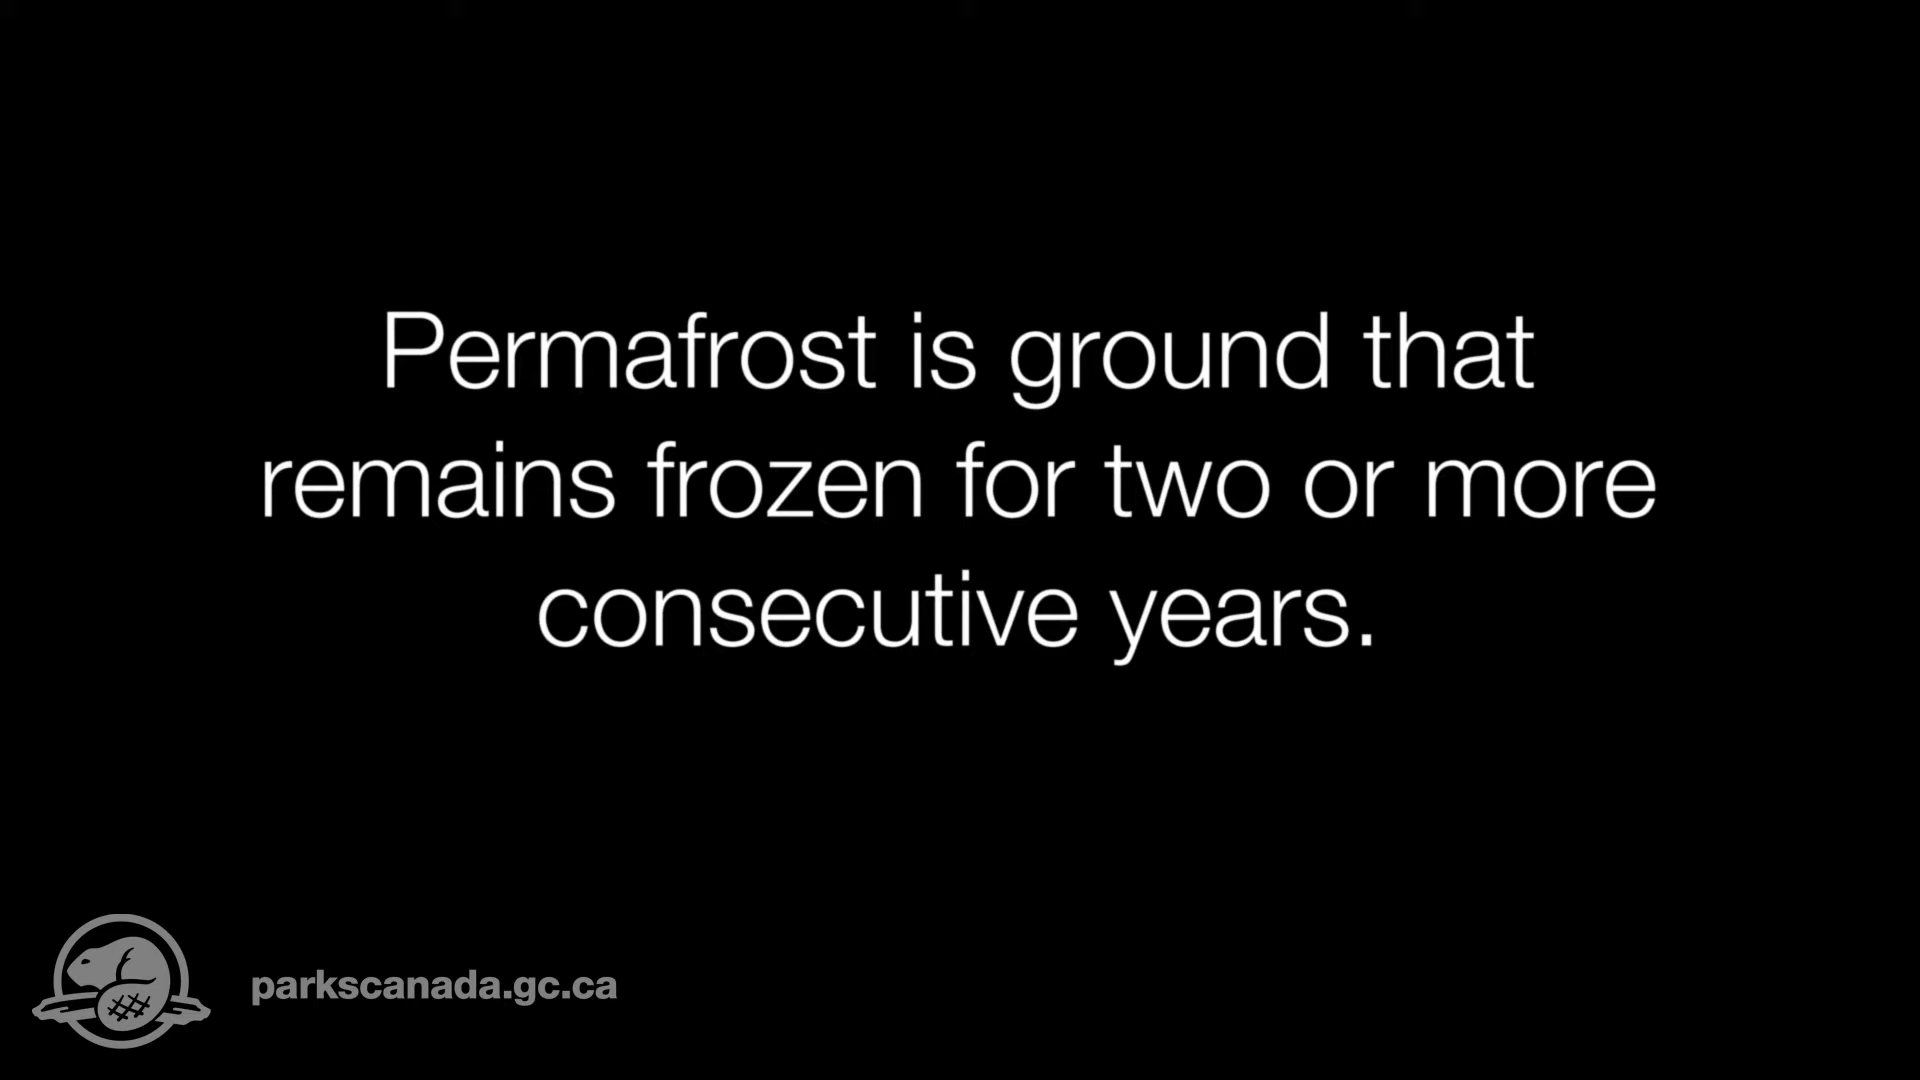 Permafrost is ground that
remains frozen for two or more
consecutive years.
parkscanada.gc.ca